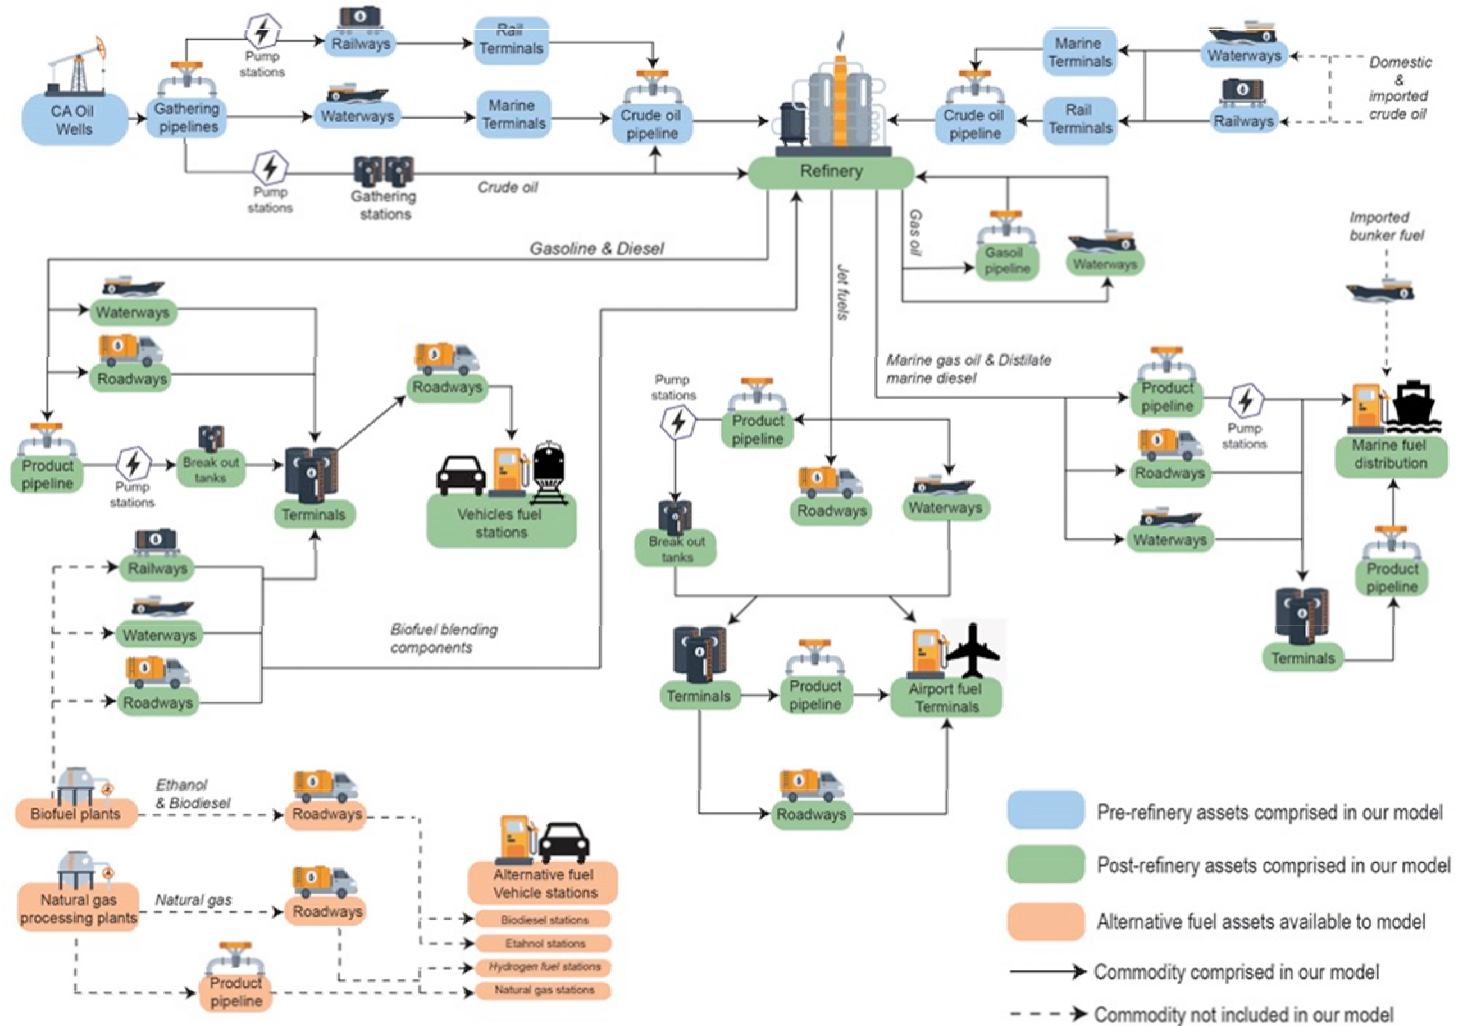 Pump
stations
Railways
Rail
Terminals
CA Oil
Wells
Gathering
pipelines
Waterways
Marine
Terminals
Crude oil
pipeline
Pump
stations
Gathering
stations
Crude oil
Refinery
Marine
Terminals
Waterways
Crude oil
pipeline
Rail
Terminals
Railways
Domestic
&
imported
crude oil
Gas oil
Gasoil
pipeline
Waterways
Imported
bunker fuel
Gasoline & Diesel
Jet fuels
Waterways
Roadways
Product
pipeline
Pump
stations
Break out
tanks
Terminals
Roadways
Vehicles fuel
stations
Railways
Waterways
Roadways
Biofuel blending
components
Pump
stations
Product
pipeline
Roadways
Waterways
Break out
tanks
Terminals
Product
pipeline
Airport fuel
Terminals
Roadways
Marine gas oil & Distilate
marine diesel
Product
pipeline
Pump
stations
Roadways
Waterways
Marine fuel
distribution
Product
pipeline
Terminals
Biofuel plants
Ethanol
& Biodiesel
Roadways
Natural gas
processing plants
Natural gas
Roadways
Product
pipeline
Alternative fuel
Vehicle stations
Biodiesel stations
Etahnol stations
Hydrogen fuel stations
Natural gas stations
Pre-refinery assets comprised in our model
Post-refinery assets comprised in our model
Alternative fuel assets available to model
Commodity comprised in our model
Commodity not included in our model